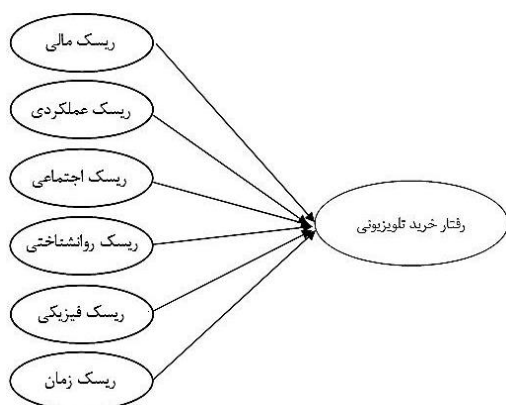 ریسک مالی
ریسک عملکردی
ریسک اجتماعی
ریسک روانشناختی
ریسک فیزیکی
ریسک زمان
رفتار خرید تلویزیونی